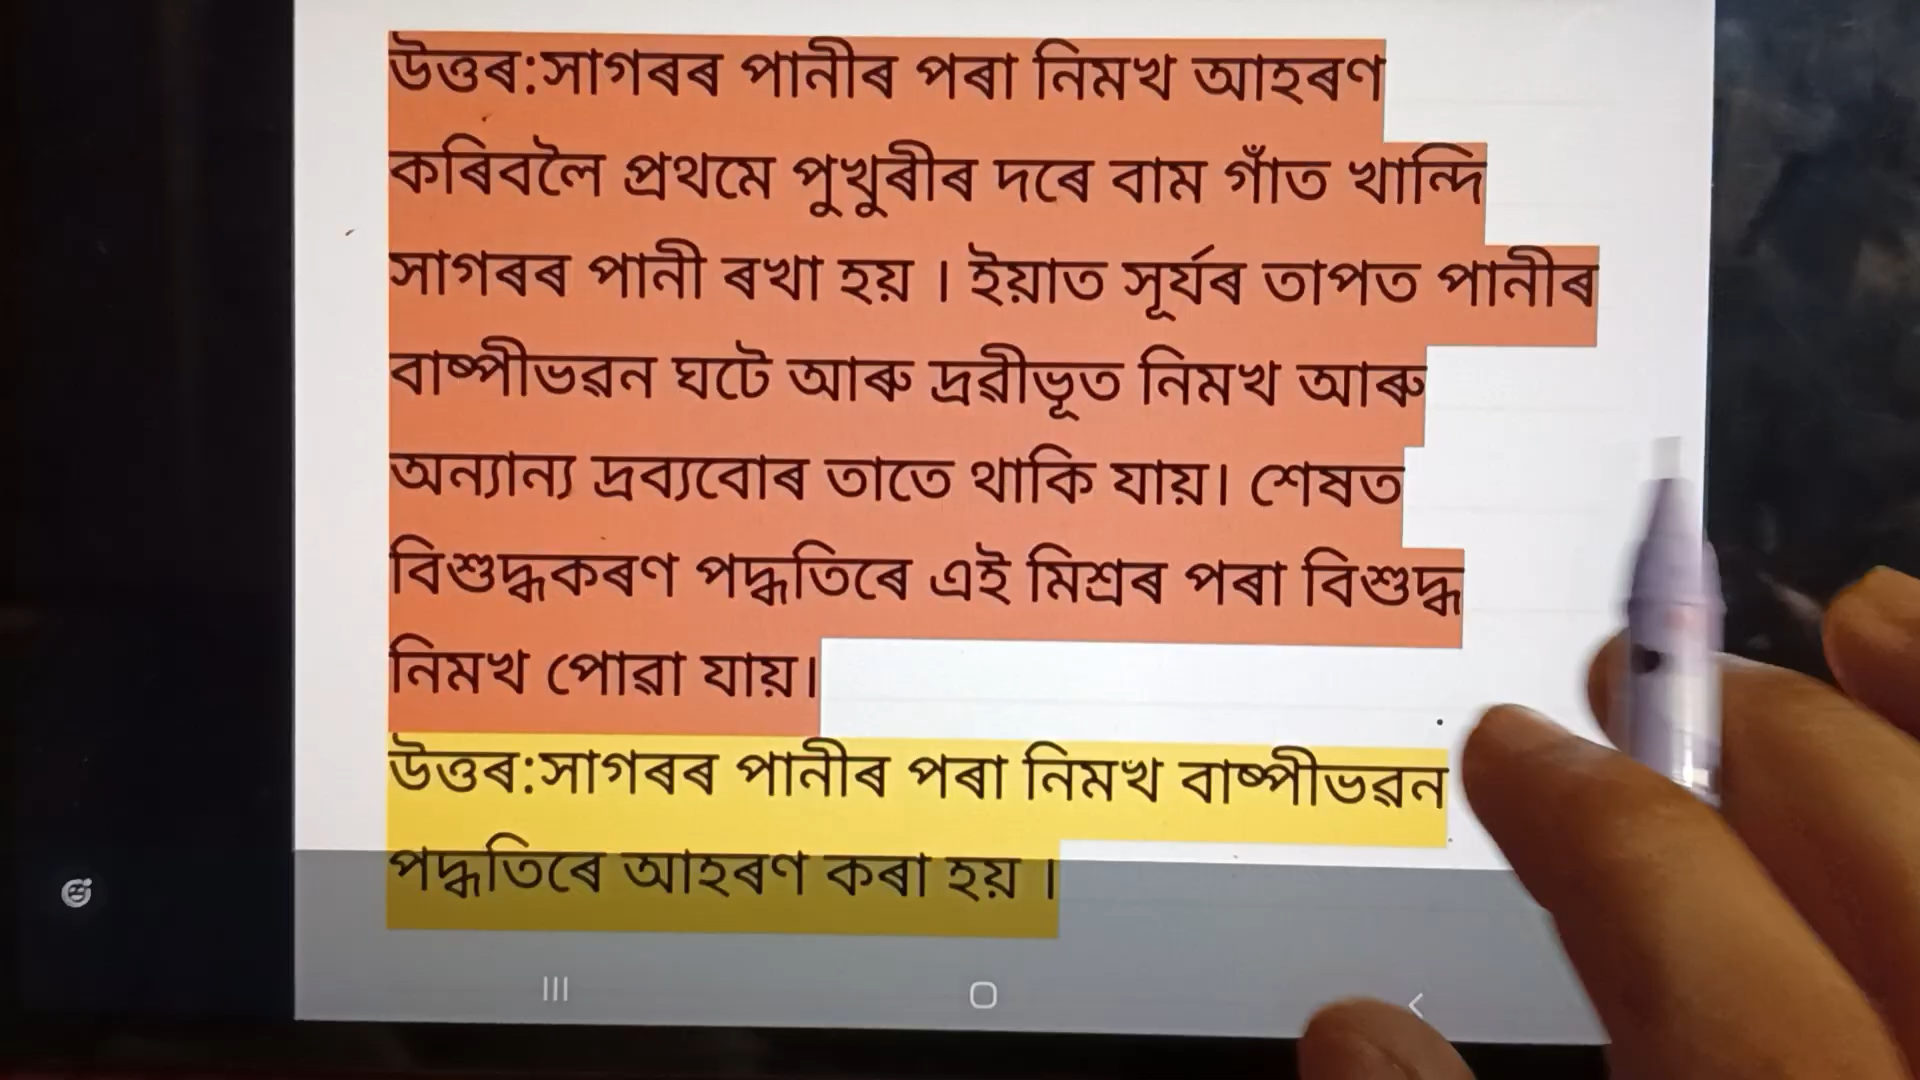 উত্তৰ:সাগৰৰ পানীৰ পৰা নিমখ আহৰণ
কৰিবলৈ প্ৰথমে পুখুৰীৰ দৰে বাম গাঁত খান্দি
সাগৰৰ পানী ৰখা হয় । ইয়াত সূৰ্যৰ তাপত পানীৰ
বাষ্পীভৱন ঘটে আৰু দ্ৰৱীভূত নিমখ আৰু
অন্যান্য দ্ৰব্যবোৰ তাতে থাকি যায়। শেষত
বিশুদ্ধকৰণ পদ্ধতিৰে এই মিশ্ৰৰ পৰা বিশুদ্ধ
নিমখ পোৱা যায়।
উত্তৰ:সাগৰৰ পানীৰ পৰা নিমখ বাষ্পীভৱন
পদ্ধতিৰে আহৰণ কৰা হয় ।